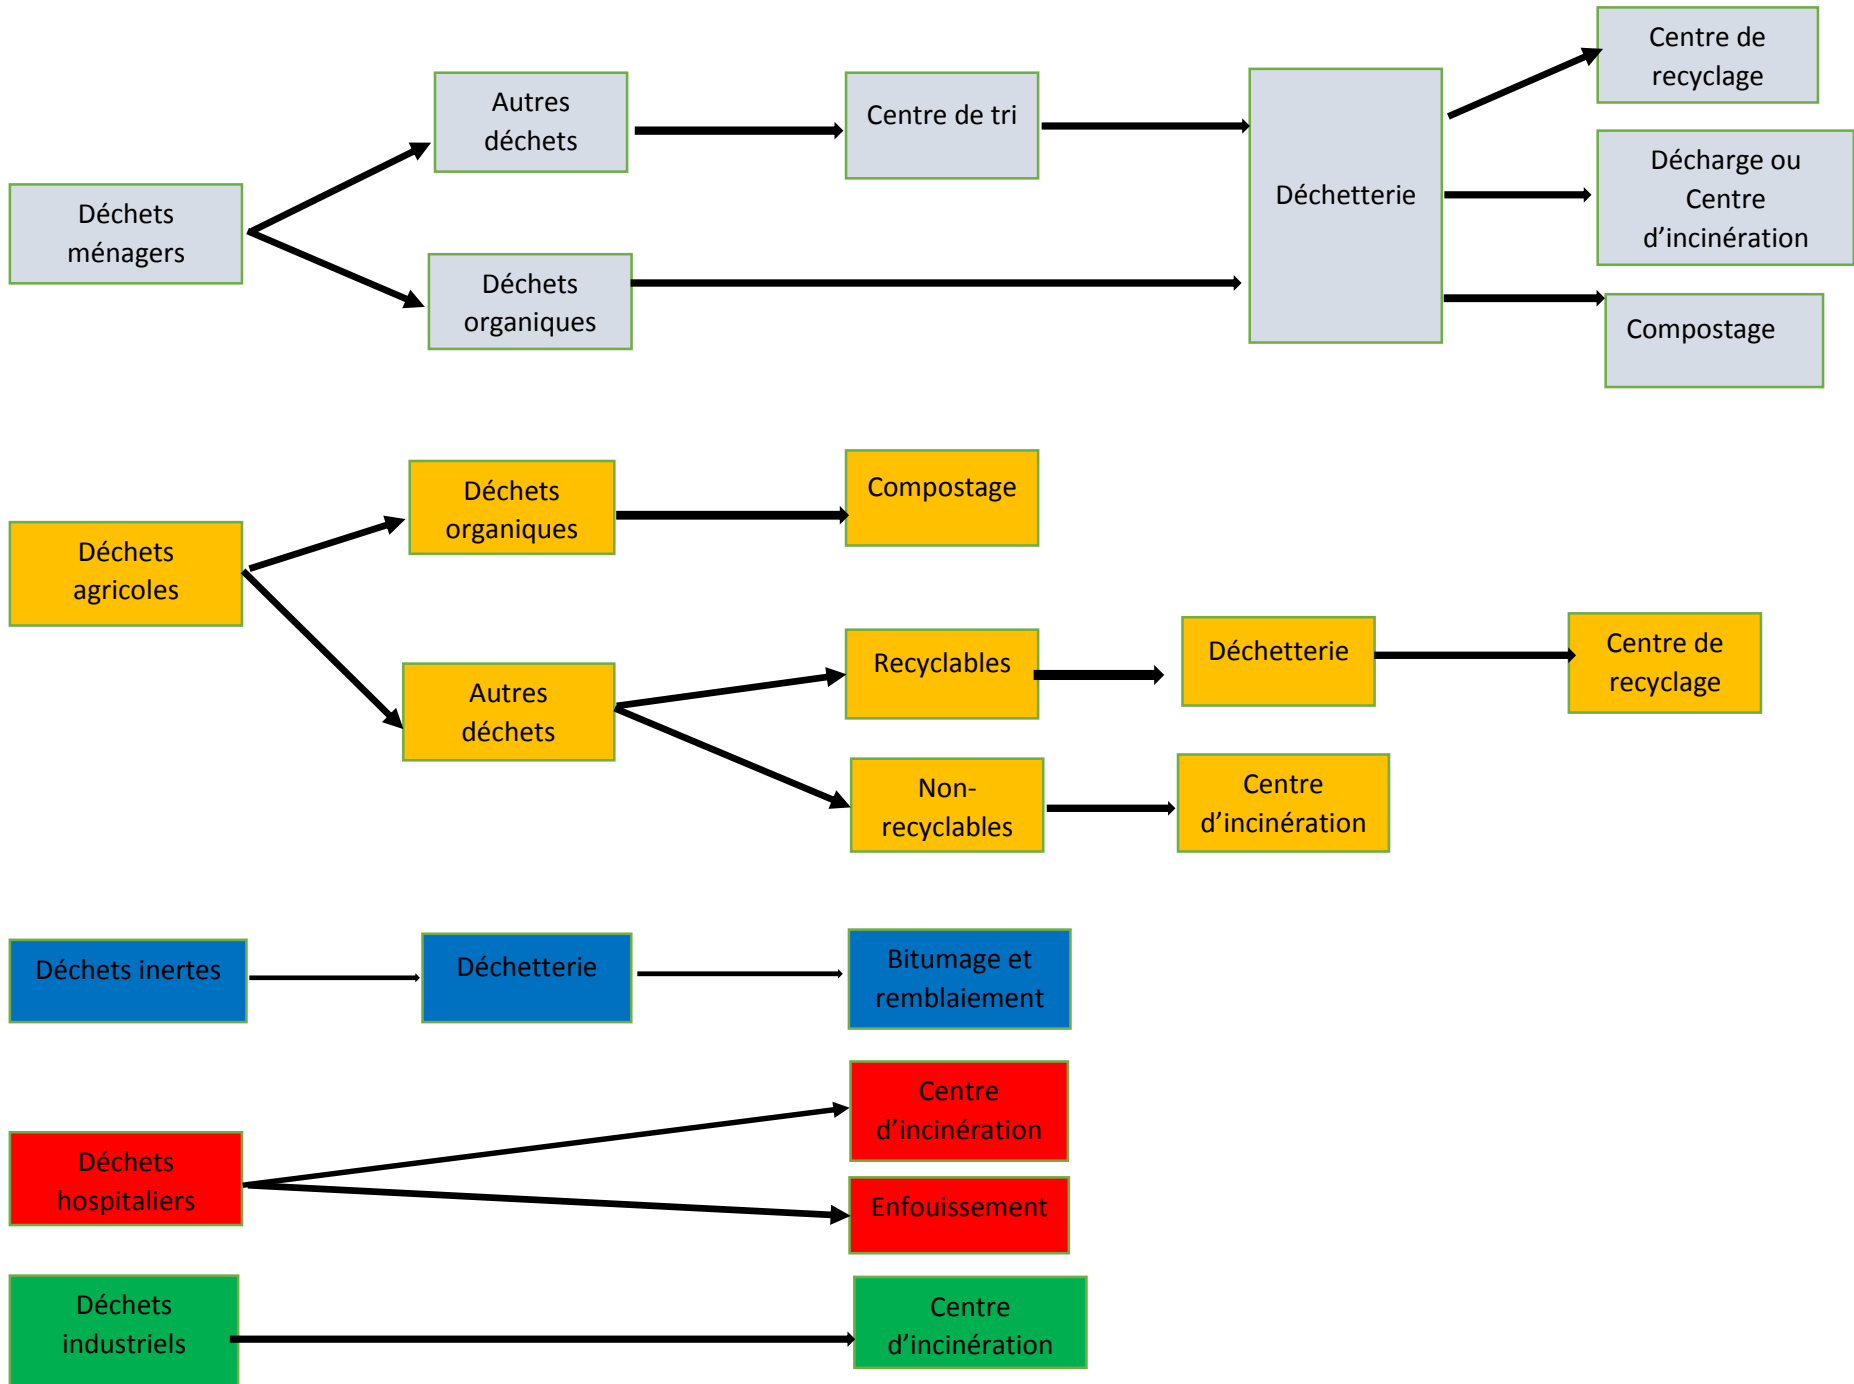 Déchets
ménagers
Autres
déchets
Déchets
organiques
Centre de tri
Déchetterie
Centre de
recyclage
Décharge ou
Centre
d’incinération
Compostage
Déchets
agricoles
Déchets
organiques
Compostage
Autres
déchets
Recyclables
Déchetterie
Centre de
recyclage
Non-
recyclables
Centre
d’incinération
Déchets inertes
Déchetterie
Bitumage et
remblaiement
Déchets
hospitaliers
Centre
d’incinération
Enfouissement
Déchets
industriels
Centre
d’incinération